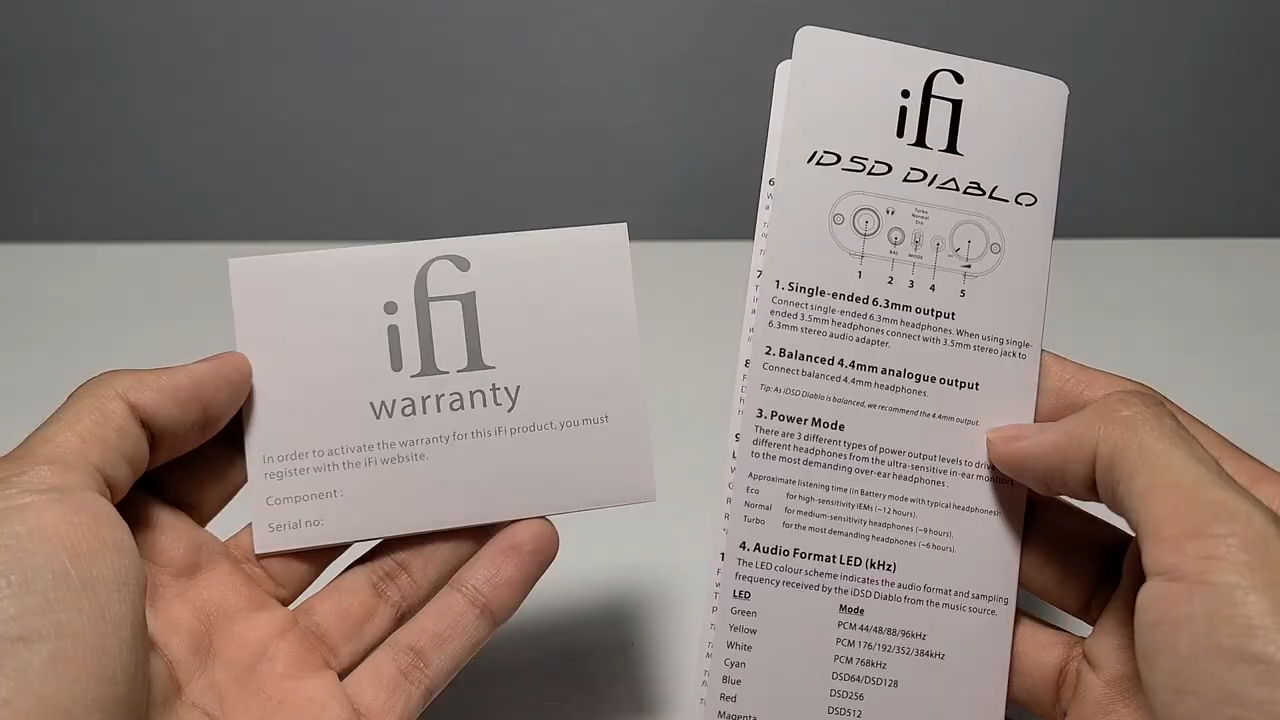 ifi
warranty
In order to activate the warranty for this iFi product, you must
register with the iFi website.
Component :
Serial no:
ifi
iDSD DIABLO
Turbo
Normal
Eco
BAL
MODE
1 2 3 4 5
1. Single-ended 6.3mm output
Connect single-ended 6.3mm headphones. When using single-
ended 3.5mm headphones connect with 3.5mm stereo jack to
6.3mm stereo audio adapter.
2. Balanced 4.4mm analogue output
Connect balanced 4.4mm headphones.
Tip: As iDSD Diablo is balanced, we recommend the 4.4mm output.
3. Power Mode
There are 3 different types of power output levels to drive
different headphones from the ultra-sensitive in-ear monitors
to the most demanding over-ear headphones .
Approximate listening time (in Battery mode with typical headphones):
Eco for high-sensitivity IEMs (~12 hours).
Normal for medium-sensitivity headphones (~9 hours).
Turbo for the most demanding headphones (~6 hours).
4. Audio Format LED (kHz)
The LED colour scheme indicates the audio format and sampling
frequency received by the iDSD Diablo from the music source.
LED Mode
Green PCM 44/48/88/96kHz
Yellow PCM 176/192/352/384kHz
White PCM 768kHz
Cyan DSD64/DSD128
Blue DSD256
Red DSD512
Magenta